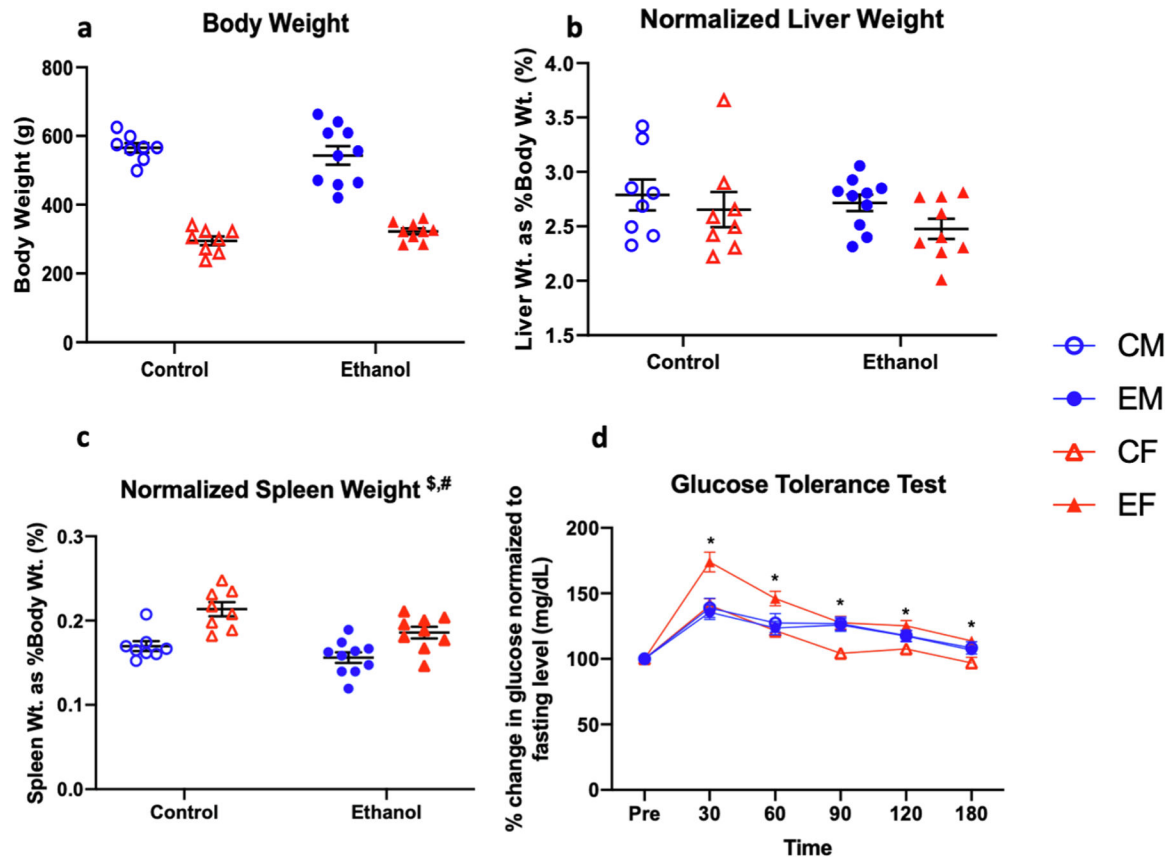 a
Body Weight
Body Weight (g)
800
600
400
200
0
Control
Ethanol
b
Normalized Liver Weight
Liver Wt. as %Body Wt. (%)
4.0
3.5
3.0
2.5
2.0
1.5
Control
Ethanol
CM
EM
CF
EF
c
Normalized Spleen Weight $,#
Spleen Wt. as %Body Wt. (%)
0.3
0.2
0.1
0.0
Control
Ethanol
d
Glucose Tolerance Test
% change in glucose normaized to
fasting level (mg/dL)
200
150
100
50
0
* * * * *
Pre 30 60 90 120 180
Time